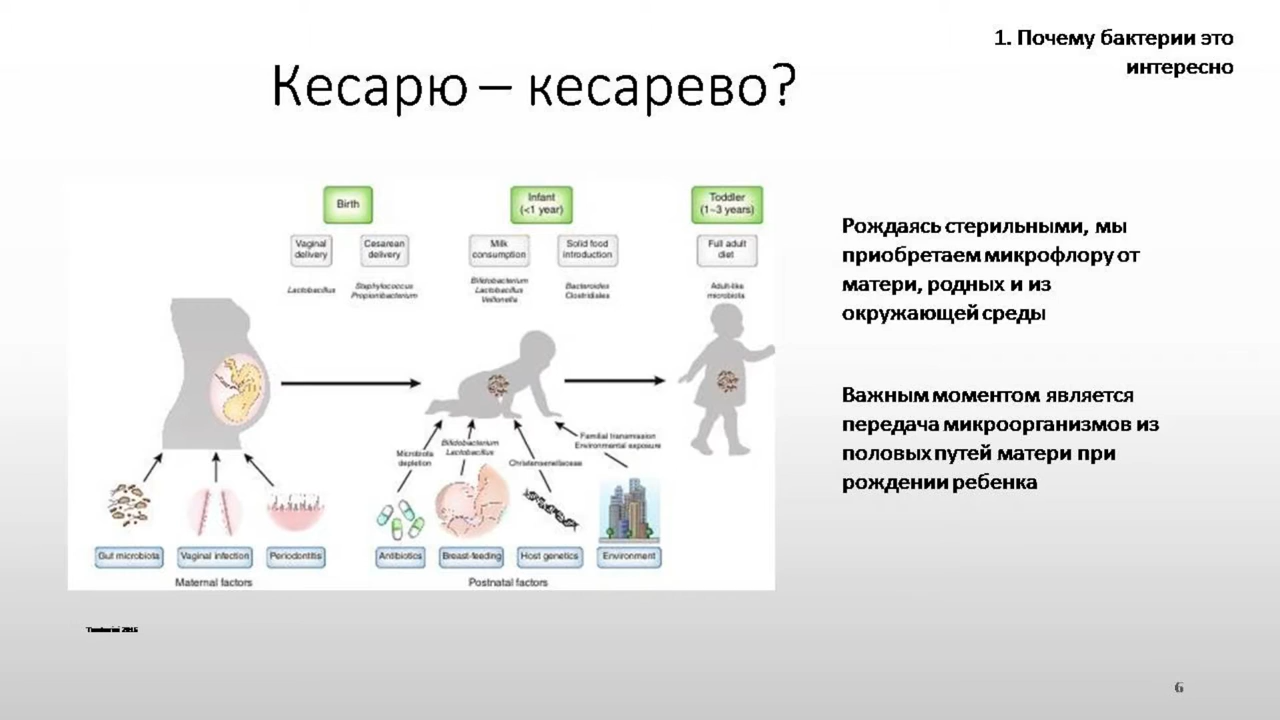 1. Почему бактерии это
интересно
Кесарю – кесарево?
Birth
Infant
(<1 year)
Toddler
(1–3 years)
Vaginal
delivery
Cesarean
delivery
Milk
consumption
Solid food
introduction
Full adult
diet
Lactobacillus
Staphylococcus
Propionibacterium
Bifidobacterium
Lactobacillus
Veillonella
Bacteroides
Clostridiales
Adult-like
microbiota
Рождаясь стерильными, мы
приобретаем микрофлору от
матери, родных и из
окружающей среды
Важным моментом является
передача микроорганизмов из
половых путей матери при
рождении ребенка
Microbiota
depletion
Bifidobacterium
Lactobacillus
Christensenellaceae
Familial transmission
Environmental exposure
Gut microbiota
Vaginal infection
Periodontitis
Antibiotics
Breast-feeding
Host genetics
Environment
Maternal factors
Postnatal factors
6